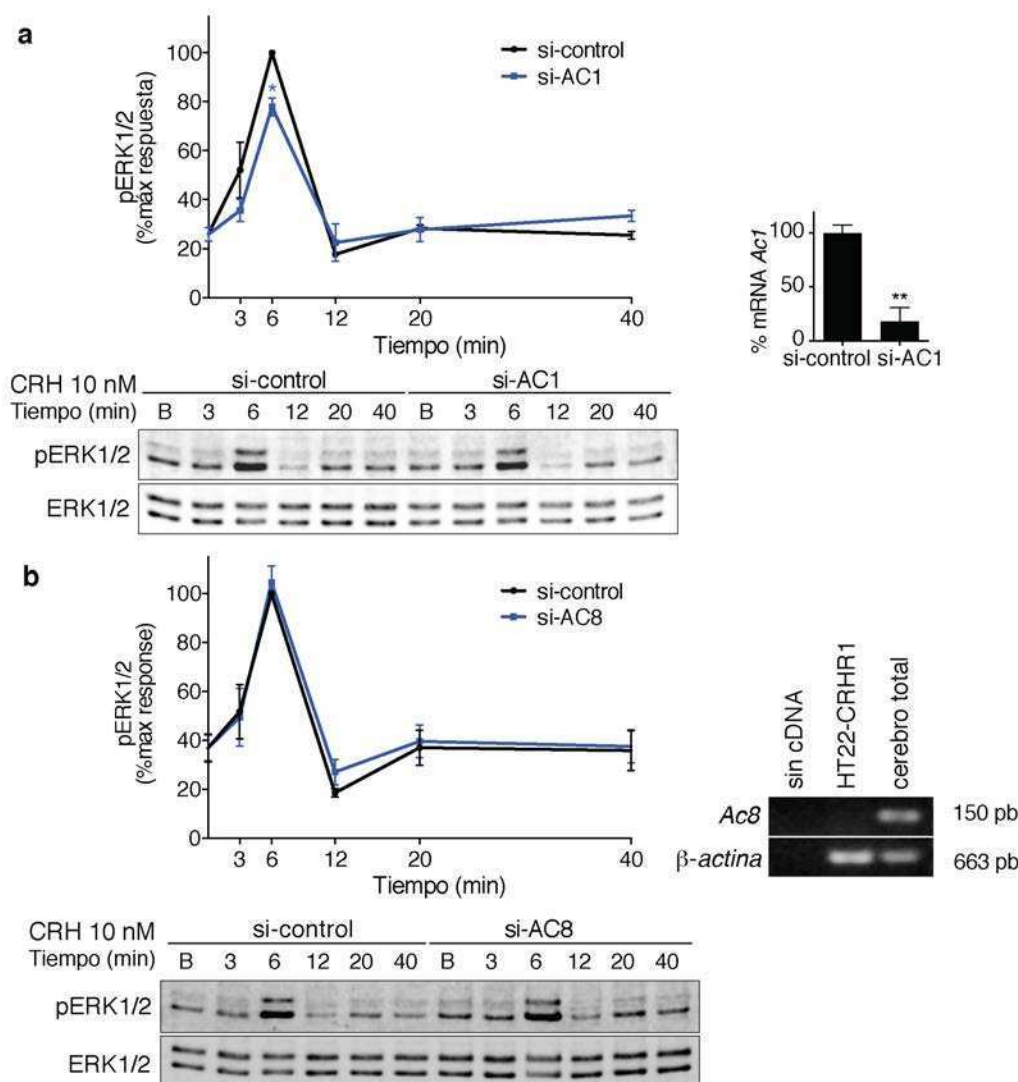 a
pERK1/2
(%máx respuesta)
100
80
60
40
20
0
si-control
si-AC1
*
3 6 12 20 40
Tiempo (min)
% mRNA Ac1
100
50
0
**
si-control si-AC1
CRH 10 nM si-control si-AC1
Tiempo (min) B 3 6 12 20 40 B 3 6 12 20 40
pERK1/2
ERK1/2
b
pERK1/2
(%max response)
100
80
60
40
20
0
si-control
si-AC8
3 6 12 20 40
Tiempo (min)
sin cDNA
HT22-CRHR1
cerebro total
Ac8 150 pb
β-actina 663 pb
CRH 10 nM si-control si-AC8
Tiempo (min) B 3 6 12 20 40 B 3 6 12 20 40
pERK1/2
ERK1/2